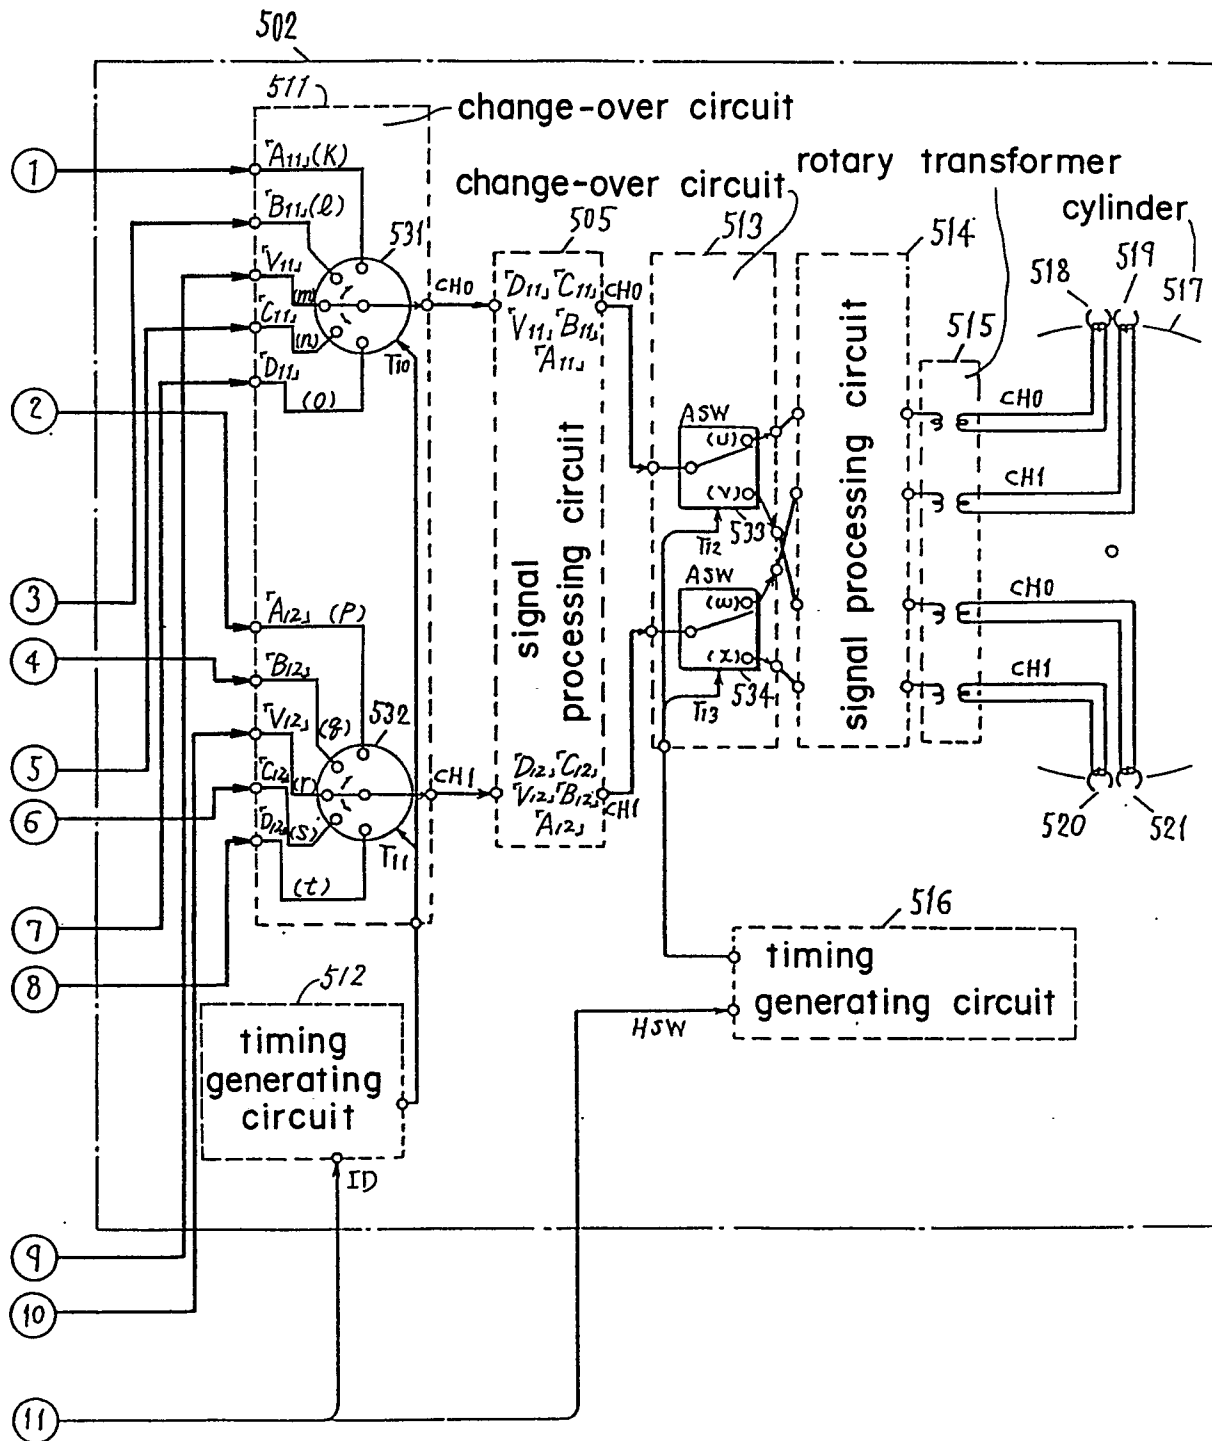 502
511
change-over circuit
① 「A11」(K)
change-over circuit
rotary transformer
cylinder
「B11」(l)
531
505
513
514
518
519
517
「V11」
(m)
CH0
「D11」「C11」
CH0
「V11」「B11」
「A11」
515
「C11」
(n)
T10
「D11」
(o)
②
CH0
ASW
(u)
(v)
533
T12
CH1
signal
processing circuit
signal processing circuit
③
ASW
(w)
(x)
534
T13
CH0
「A12」(P)
④
「B12」
(q)
532
CH1
「V12」
(r)
⑤
CH1
「D12」「C12」
「V12」「B12」
CH1
「A12」
「C12」
⑥
「D12」(s)
T11
520
521
(t)
⑦
516
timing
generating circuit
⑧
512
HSW
timing
generating
circuit
ID
⑨
⑩
⑪